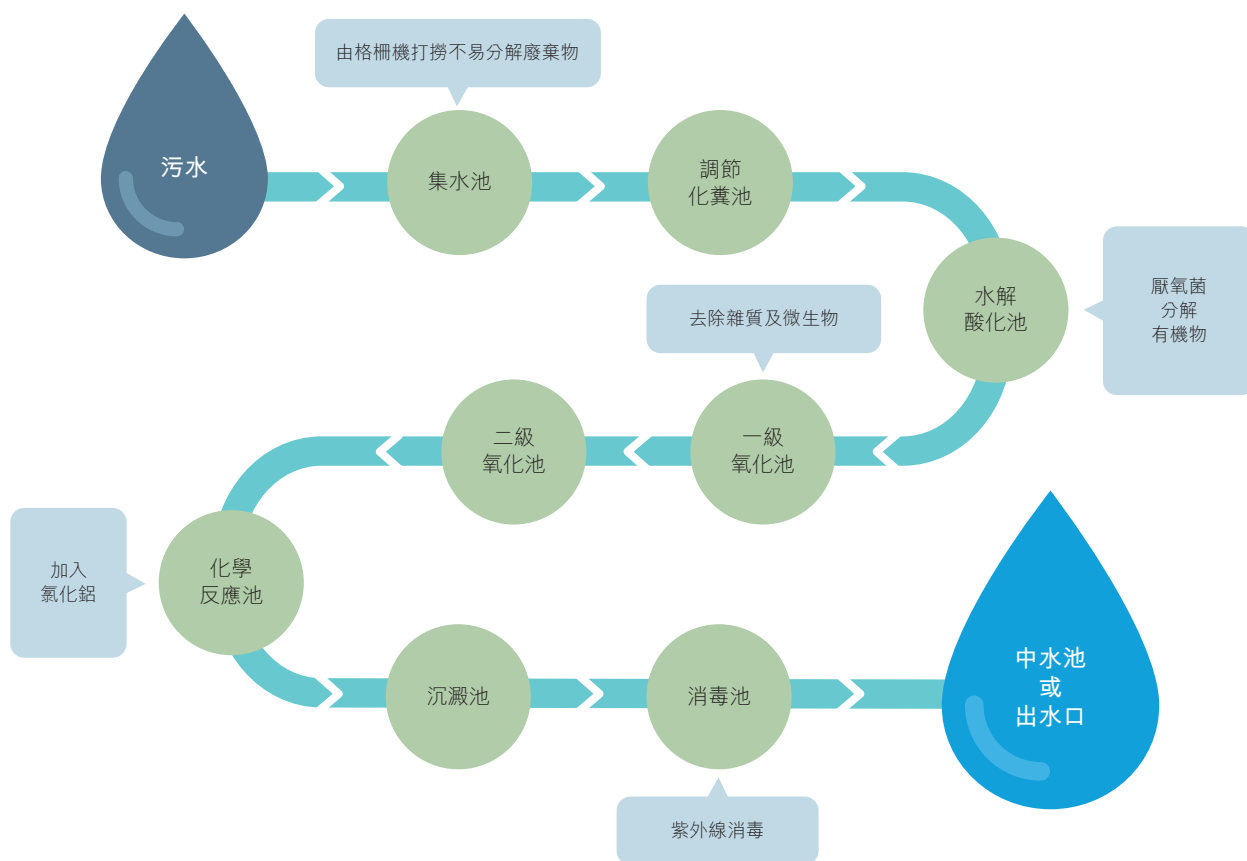 由格柵機打撈不易分解廢棄物
污水
集水池
調節
化糞池
水解
酸化池
厭氧菌
分解
有機物
去除雜質及微生物
一級
氧化池
二級
氧化池
加入
氯化鋁
化學
反應池
沉澱池
消毒池
紫外線消毒
中水池
或
出水口